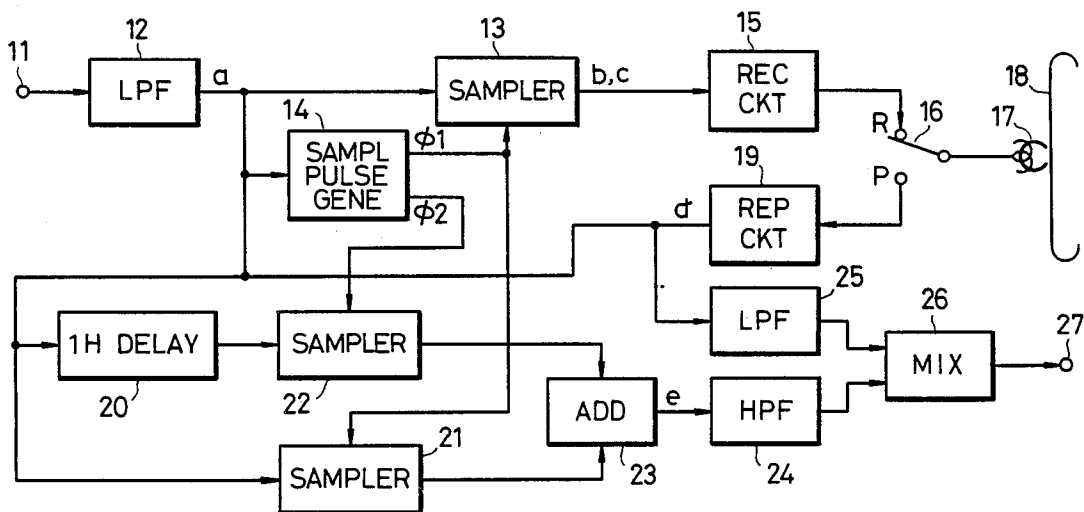 11
12
LPF
a
13
SAMPLER
b,c
15
REC
CKT
R
16
17
18
14
SAMPL
PULSE
GENE
φ1
φ2
P
19
REP
CKT
d
25
LPF
26
MIX
27
1H DELAY
20
SAMPLER
22
ADD
23
e
HPF
24
21
SAMPLER